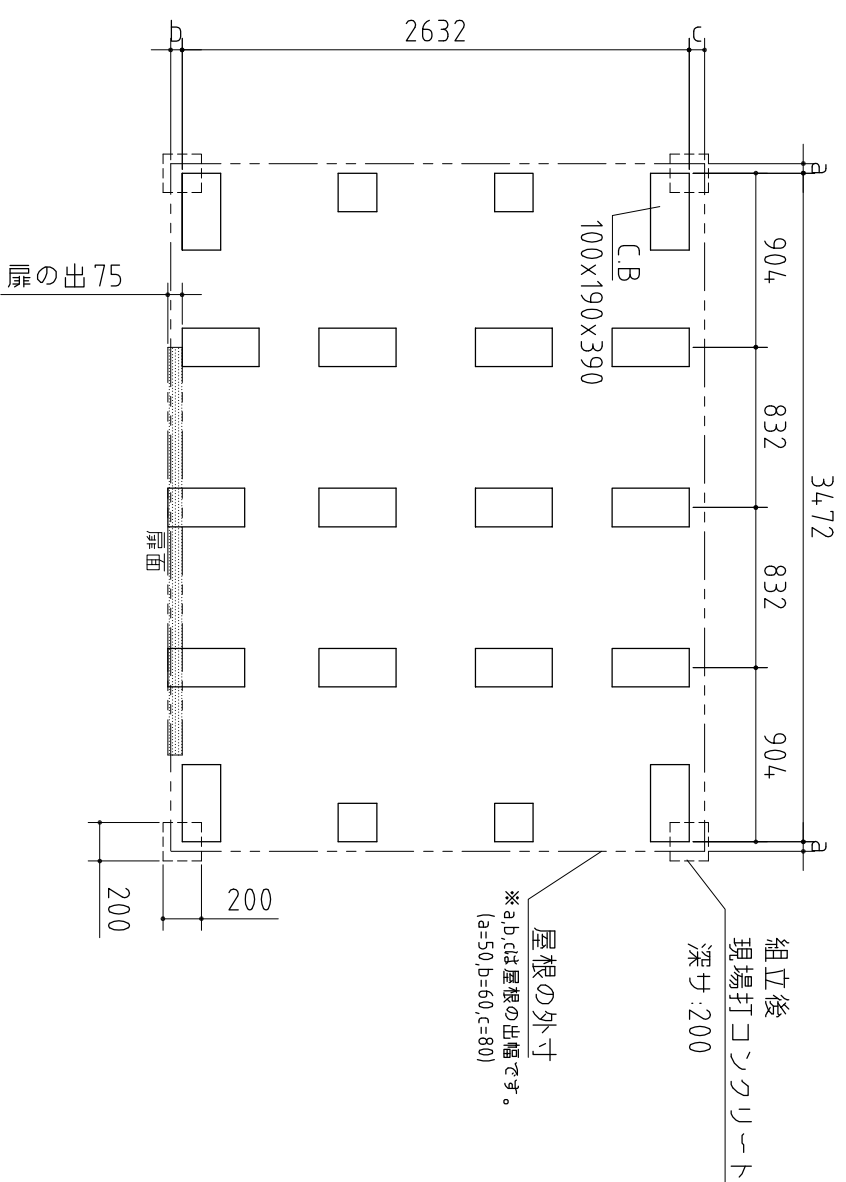 b
2632
c
a
904
832
3472
832
904
a
C.B
100x190x390
扉の出 75
扉面
200
200
組立後
現場打コンクリート
深サ:200
屋根の外寸
※a,b,cは屋根の出幅です。
(a=50,b=60,c=80)